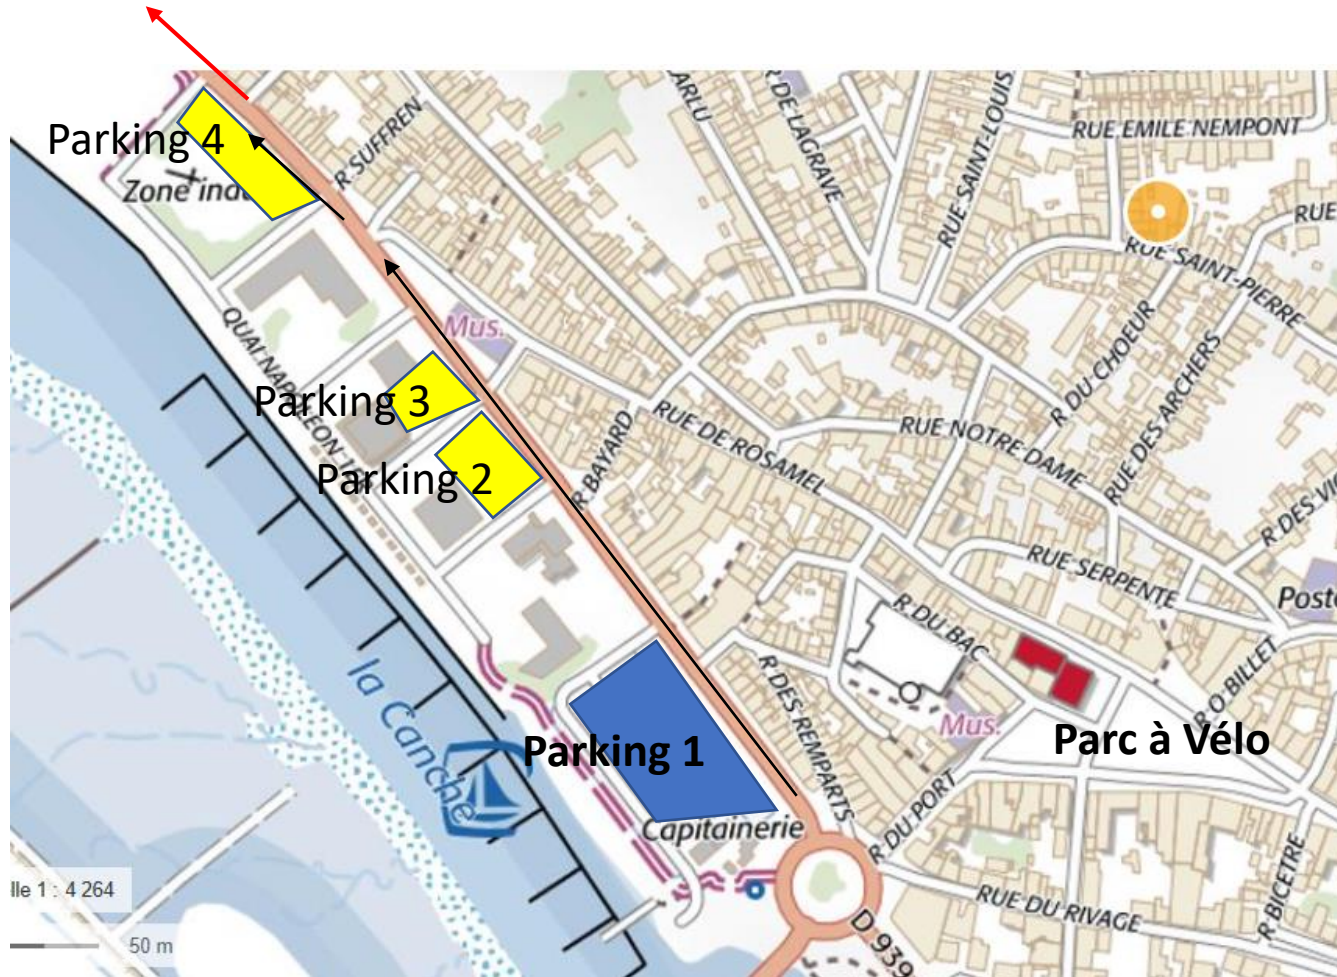 Parking 4
Zone indu
R SUFFREN
R DE LAGRAVE
RUE SAINT-LOUIS
RUE EMILE NEMPONT
RUE
RUE SAINT-PIERRE
QUAI NAPOLEON
Mus.
R DU CHOEUR
RUE DES ARCHERS
Parking 3
Parking 2
R BAYARD
RUE DE ROSAMEL
RUE NOTRE DAME
R DES VI
RUE SERPENTE
Poste
R DU BAC
R O BILLET
la Canche
R DES REMPARTS
Mus.
Parc à Vélo
Parking 1
Capitainerie
R DU PORT
RUE DU RIVAGE
R BICETRE
D 939
lle 1 : 4 264
50 m